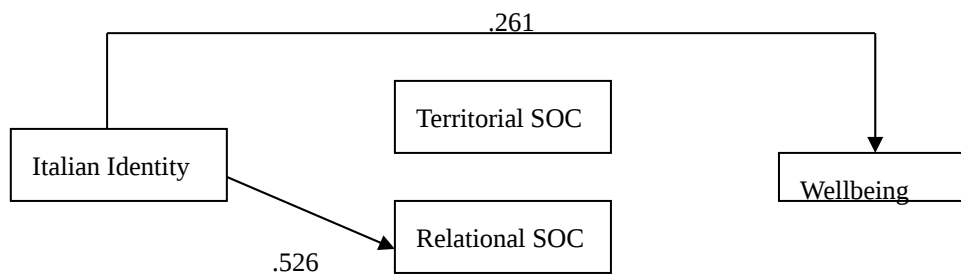 .261
Territorial SOC
Italian Identity
Wellbeing
Relational SOC
.526